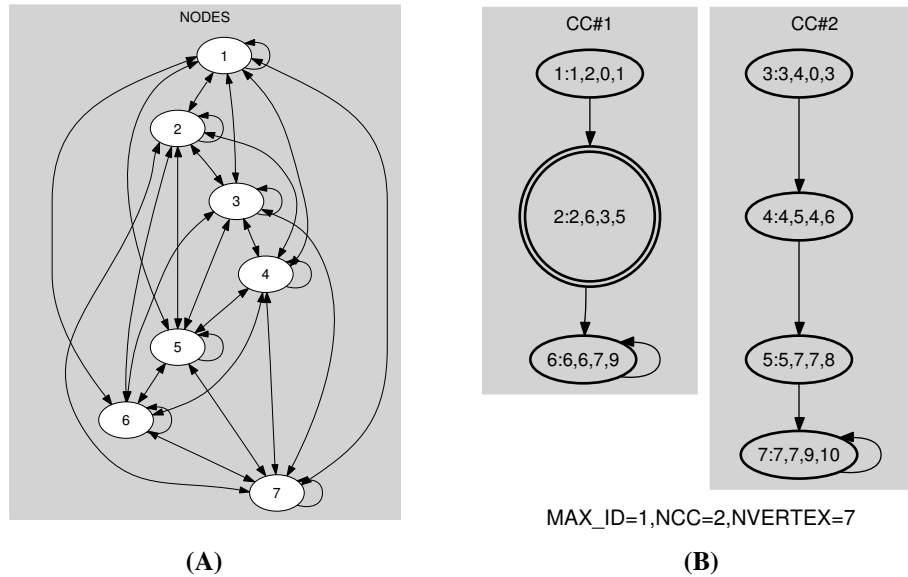 NODES
1
2
3
4
5
6
7
(A)
CC#1
1:1,2,0,1
2:2,6,3,5
6:6,6,7,9
CC#2
3:3,4,0,3
4:4,5,4,6
5:5,7,7,8
7:7,7,9,10
MAX_ID=1,NCC=2,NVERTEX=7
(B)